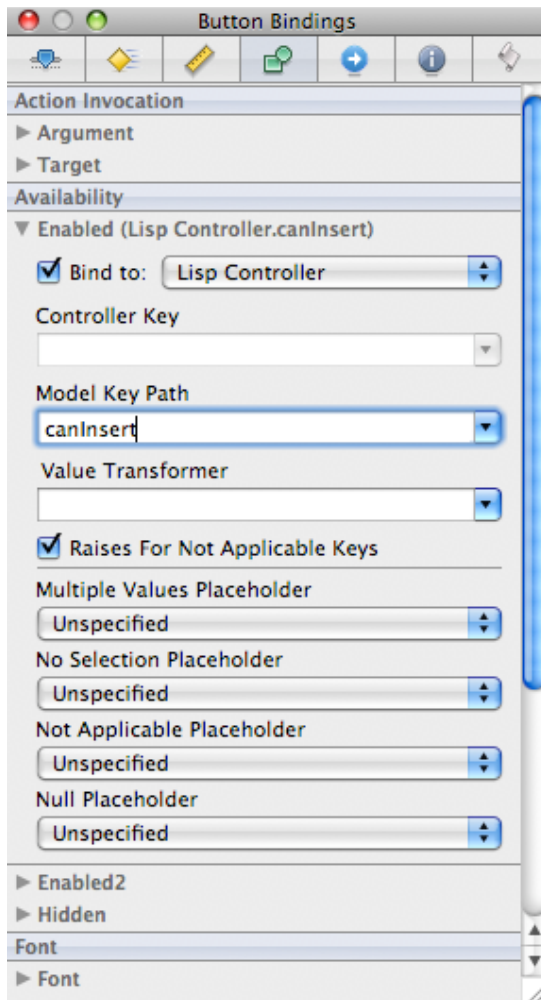 Button Bindings
Action Invocation
Argument
Target
Availability
Enabled (Lisp Controller.canInsert)
Bind to: Lisp Controller
Controller Key
Model Key Path
canInsert
Value Transformer
Raises For Not Applicable Keys
Multiple Values Placeholder
Unspecified
No Selection Placeholder
Unspecified
Not Applicable Placeholder
Unspecified
Null Placeholder
Unspecified
Enabled2
Hidden
Font
Font